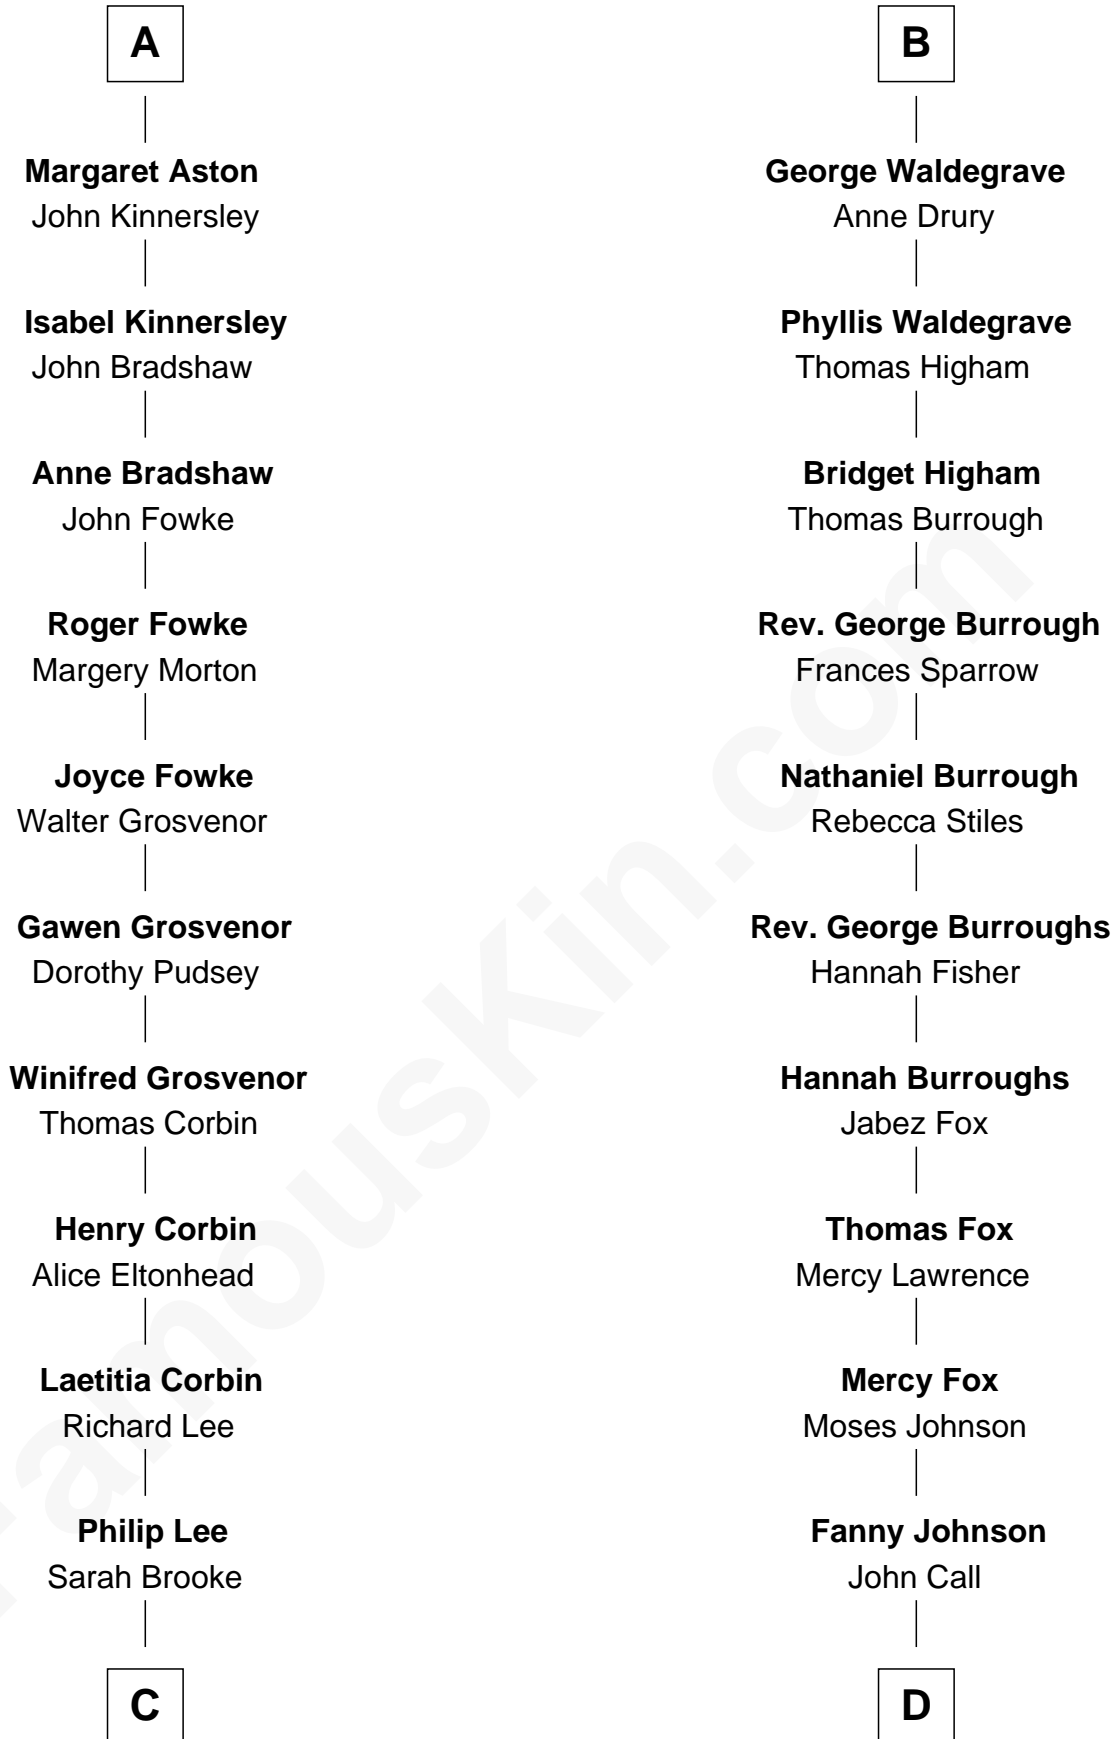 A
Margaret Aston
John Kinnersley
Isabel Kinnersley
John Bradshaw
Anne Bradshaw
John Fowke
Roger Fowke
Margery Morton
Joyce Fowke
Walter Grosvenor
Gawen Grosvenor
Dorothy Pudsey
Winifred Grosvenor
Thomas Corbin
Henry Corbin
Alice Eltonhead
Laetitia Corbin
Richard Lee
Philip Lee
Sarah Brooke
C
B
George Waldegrave
Anne Drury
Phyllis Waldegrave
Thomas Higham
Bridget Higham
Thomas Burrough
Rev. George Burrough
Frances Sparrow
Nathaniel Burrough
Rebecca Stiles
Rev. George Burroughs
Hannah Fisher
Hannah Burroughs
Jabez Fox
Thomas Fox
Mercy Lawrence
Mercy Fox
Moses Johnson
Fanny Johnson
John Call
D
FamousKin.com